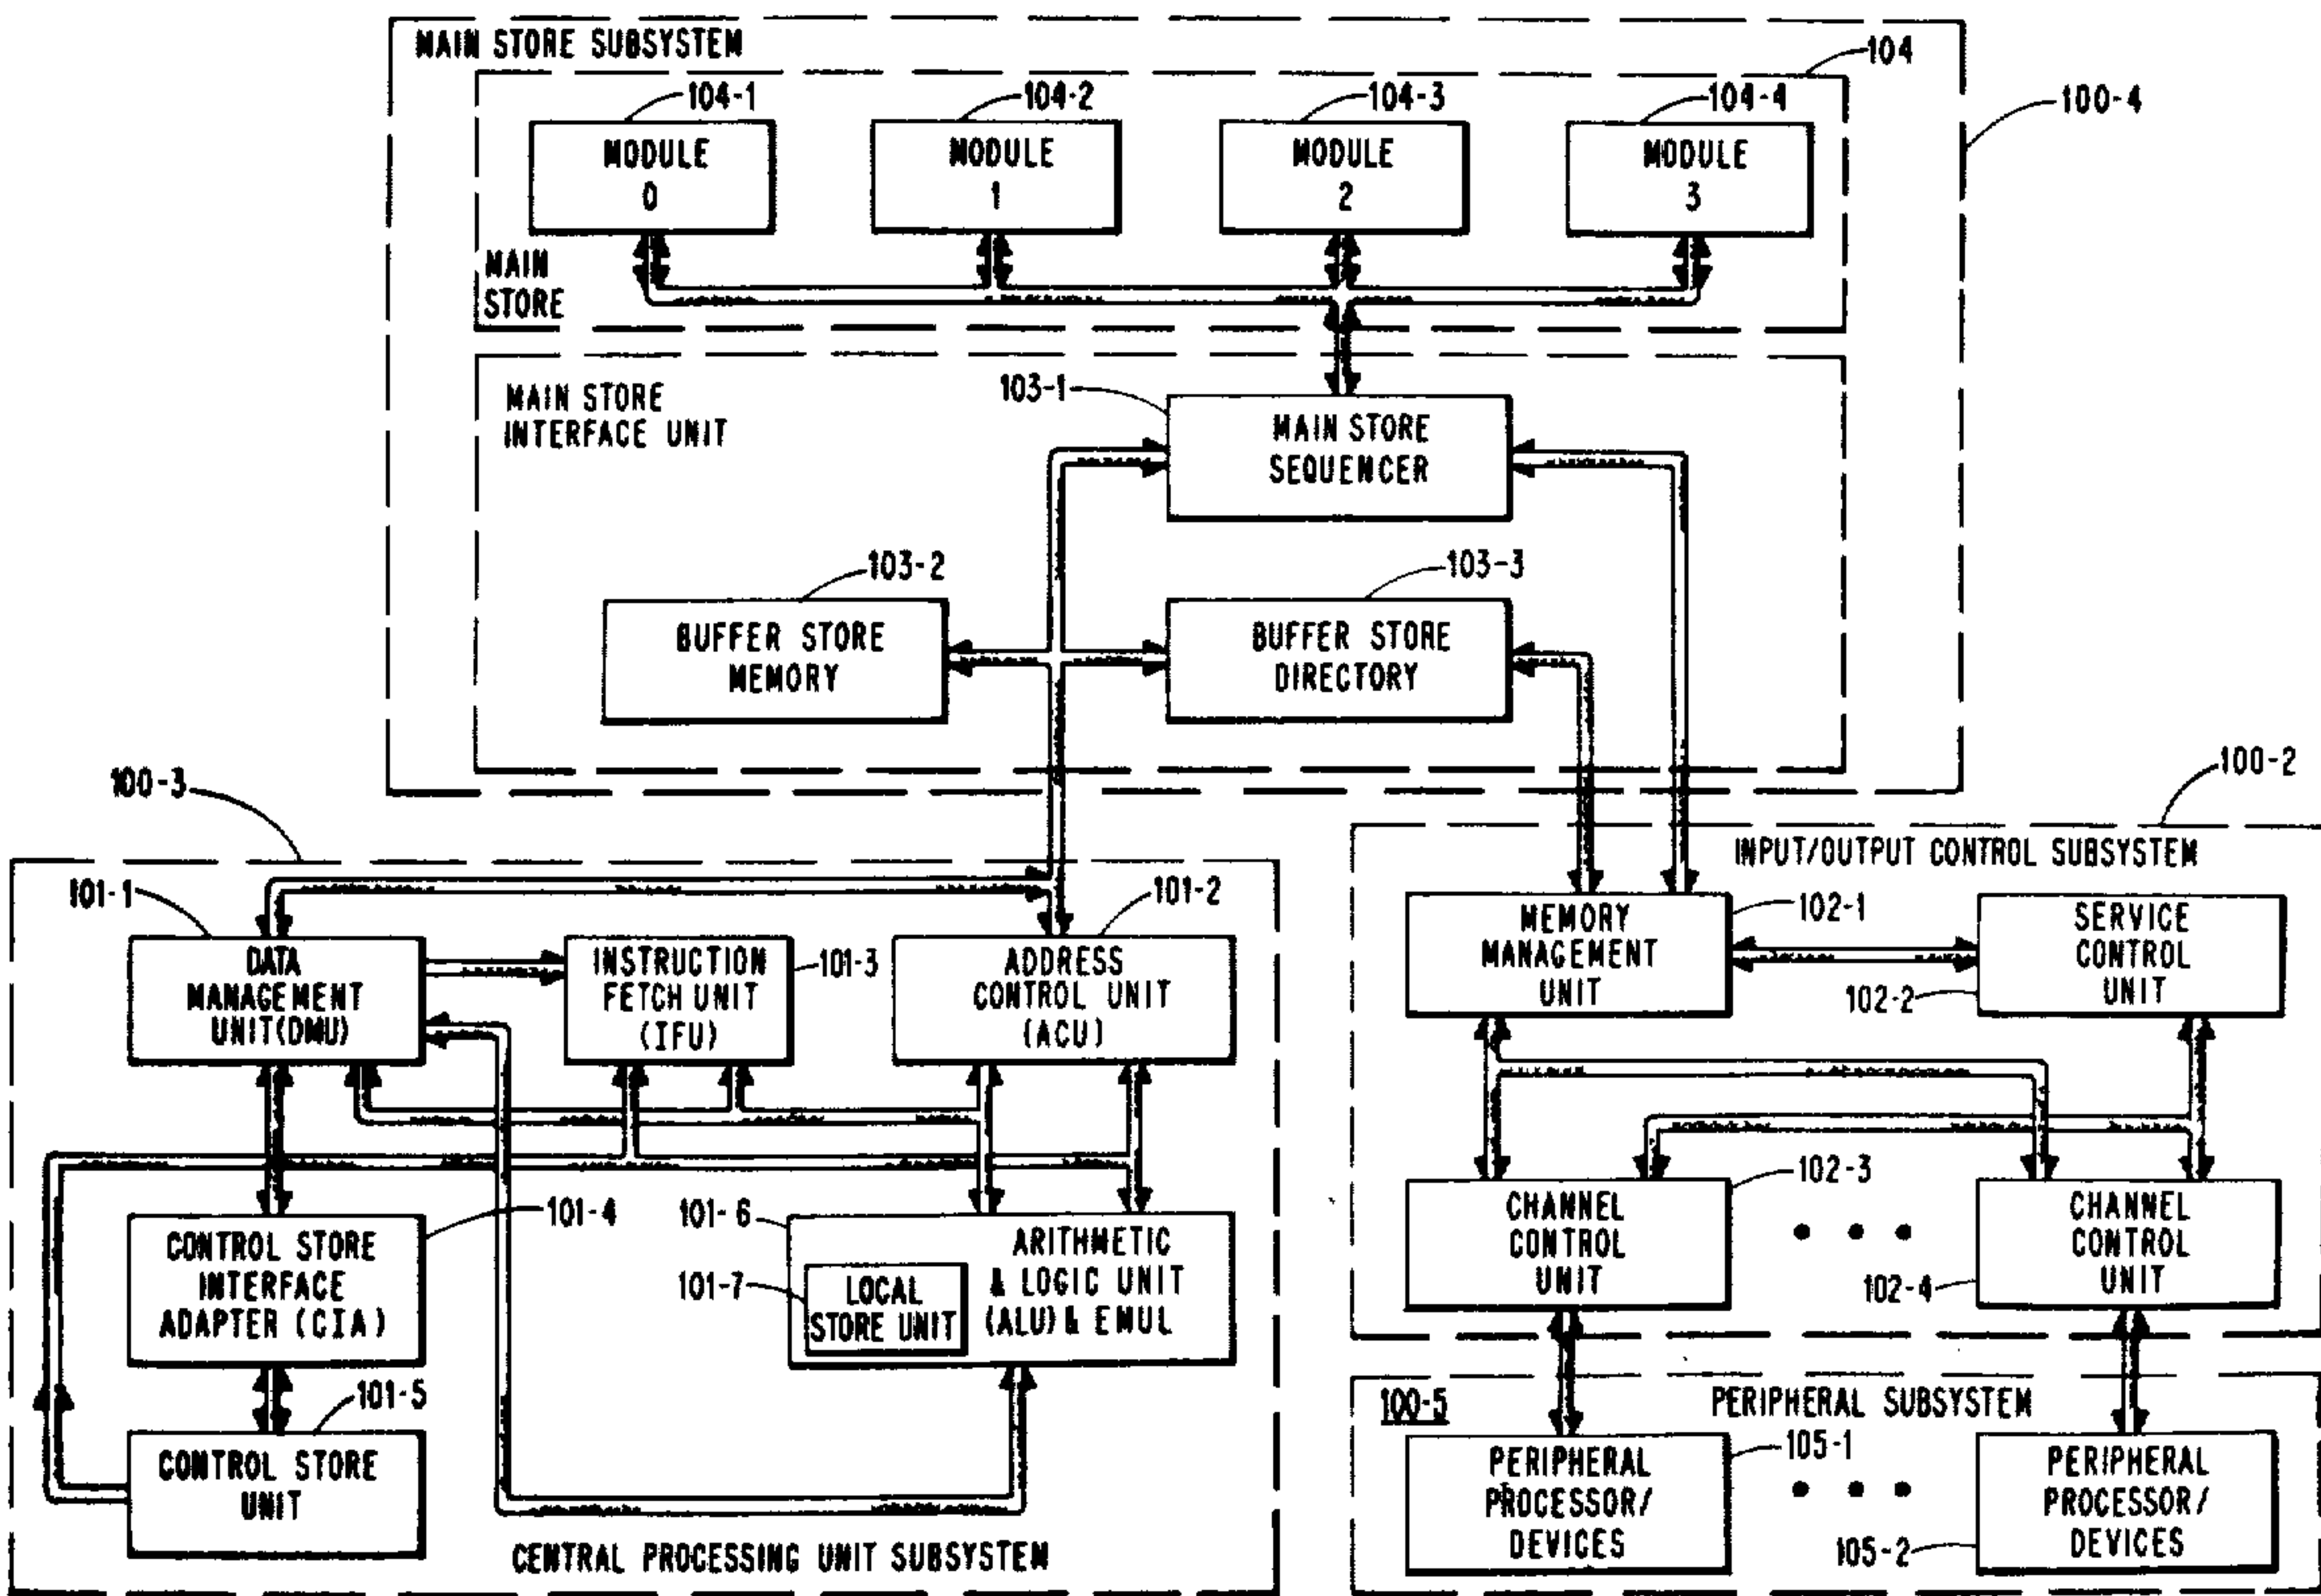 MAIN STORE SUBSYSTEM
104
100-4
104-1
104-2
104-3
104-4
MODULE
0
MODULE
1
MODULE
2
MODULE
3
MAIN
STORE
MAIN STORE
INTERFACE UNIT
103-1
MAIN STORE
SEQUENCER
103-2
103-3
BUFFER STORE
MEMORY
BUFFER STORE
DIRECTORY
100-3
100-2
INPUT/OUTPUT CONTROL SUBSYSTEM
101-1
101-2
DATA
MANAGEMENT
UNIT(DMU)
INSTRUCTION
FETCH UNIT
(IFU)
101-3
ADDRESS
CONTROL UNIT
(ACU)
MEMORY
MANAGEMENT
UNIT
102-1
SERVICE
CONTROL
UNIT
102-2
101-4
CONTROL STORE
INTERFACE
ADAPTER (CIA)
101-6
ARITHMETIC
& LOGIC UNIT
(ALU) & EMUL
101-7
LOCAL
STORE UNIT
101-5
CONTROL STORE
UNIT
CENTRAL PROCESSING UNIT SUBSYSTEM
102-3
CHANNEL
CONTROL
UNIT
• • •
CHANNEL
CONTROL
UNIT
102-4
100-5
PERIPHERAL SUBSYSTEM
PERIPHERAL
PROCESSOR/
DEVICES
105-1
• • •
PERIPHERAL
PROCESSOR/
DEVICES
105-2